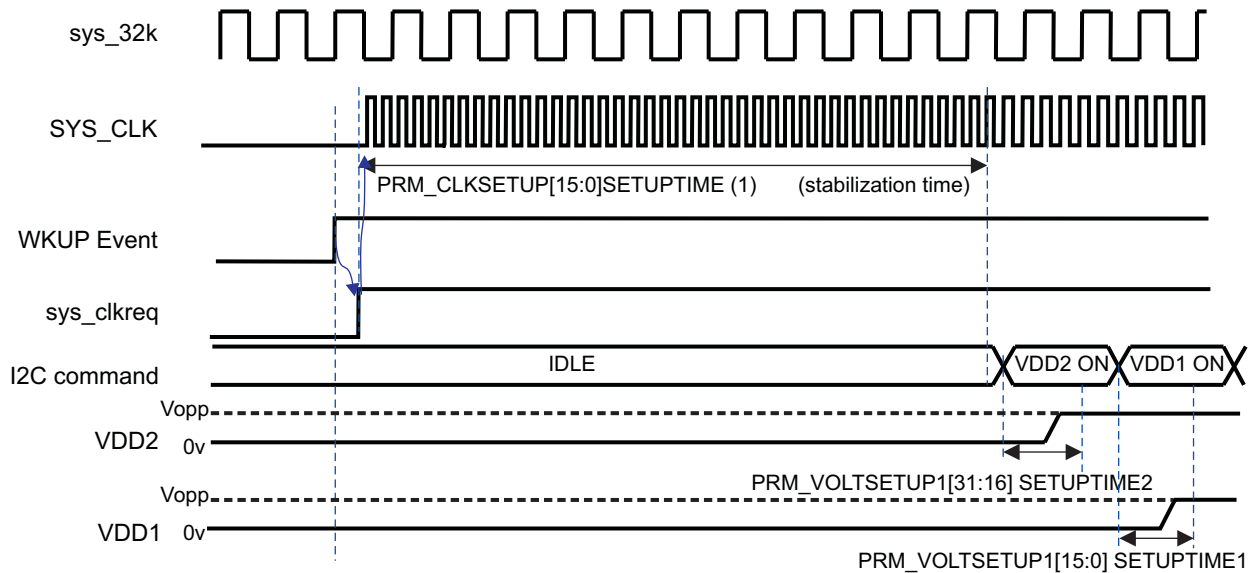 sys_32k
SYS_CLK
PRM_CLKSETUP[15:0]SETUPTIME (1) (stabilization time)
WKUP Event
sys_clkreq
I2C command
IDLE
VDD2 ON
VDD1 ON
Vopp
VDD2 0v
PRM_VOLTSETUP1[31:16] SETUPTIME2
Vopp
VDD1 0v
PRM_VOLTSETUP1[15:0] SETUPTIME1